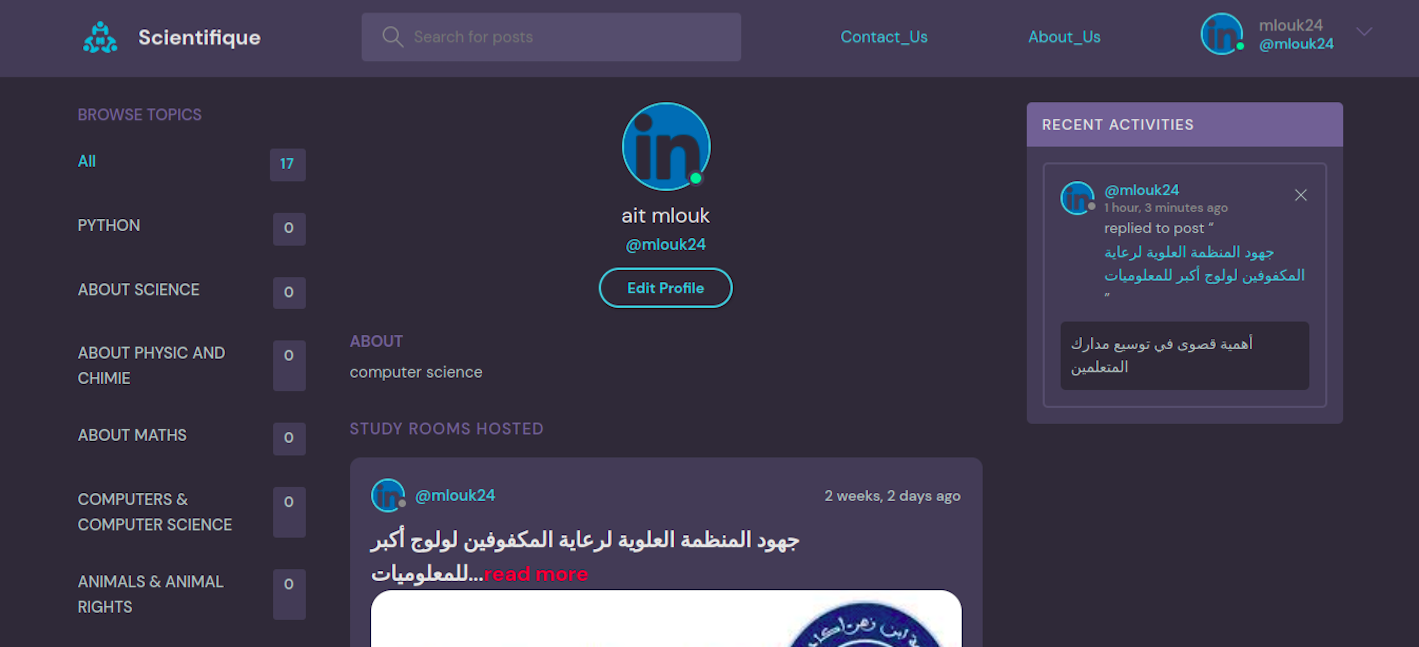 Scientifique
Search for posts
Contact_Us
About_Us
mlouk24
@mlouk24
BROWSE TOPICS
All
17
PYTHON
0
ABOUT SCIENCE
0
ABOUT PHYSIC AND
CHIMIE
0
ABOUT MATHS
0
COMPUTERS &
COMPUTER SCIENCE
0
ANIMALS & ANIMAL
RIGHTS
0
in
ait mlouk
@mlouk24
Edit Profile
ABOUT
computer science
STUDY ROOMS HOSTED
@mlouk24
2 weeks, 2 days ago
جهود المنظمة العلوية لرعاية المكفوفين لولوج أكبر
للمعلوميات...read more
RECENT ACTIVITIES
@mlouk24
1 hour, 3 minutes ago
replied to post “
جهود المنظمة العلوية لرعاية
المكفوفين لولوج أكبر للمعلوميات
”
أهمية قصوى في توسيع مدارك
المتعلمين